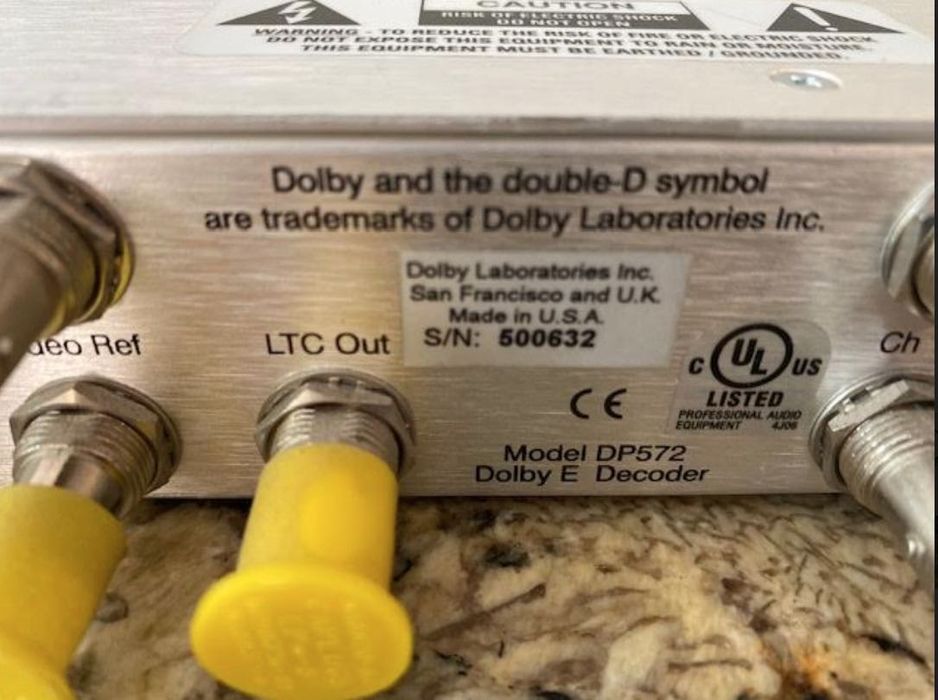 CAUTION
RISK OF ELECTRIC SHOCK
DO NOT OPEN
WARNING - TO REDUCE THE RISK OF FIRE OR ELECTRIC SHOCK
DO NOT EXPOSE THIS EQUIPMENT TO RAIN OR MOISTURE.
THIS EQUIPMENT MUST BE EARTHED / GROUNDED.
Dolby and the double-D symbol
are trademarks of Dolby Laboratories Inc.
Dolby Laboratories Inc.
San Francisco and U.K.
Made in U.S.A.
S/N: 500632
deo Ref
LTC Out
Ch
C UL US
LISTED
PROFESSIONAL AUDIO
EQUIPMENT 4J06
CE
Model DP572
Dolby E Decoder